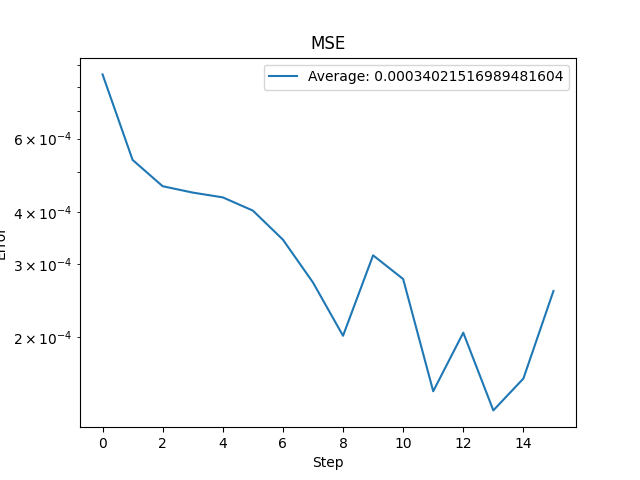 MSE
Average: 0.00034021516989481604
6 × 10⁻⁴
4 × 10⁻⁴
3 × 10⁻⁴
2 × 10⁻⁴
Error
0 2 4 6 8 10 12 14
Step